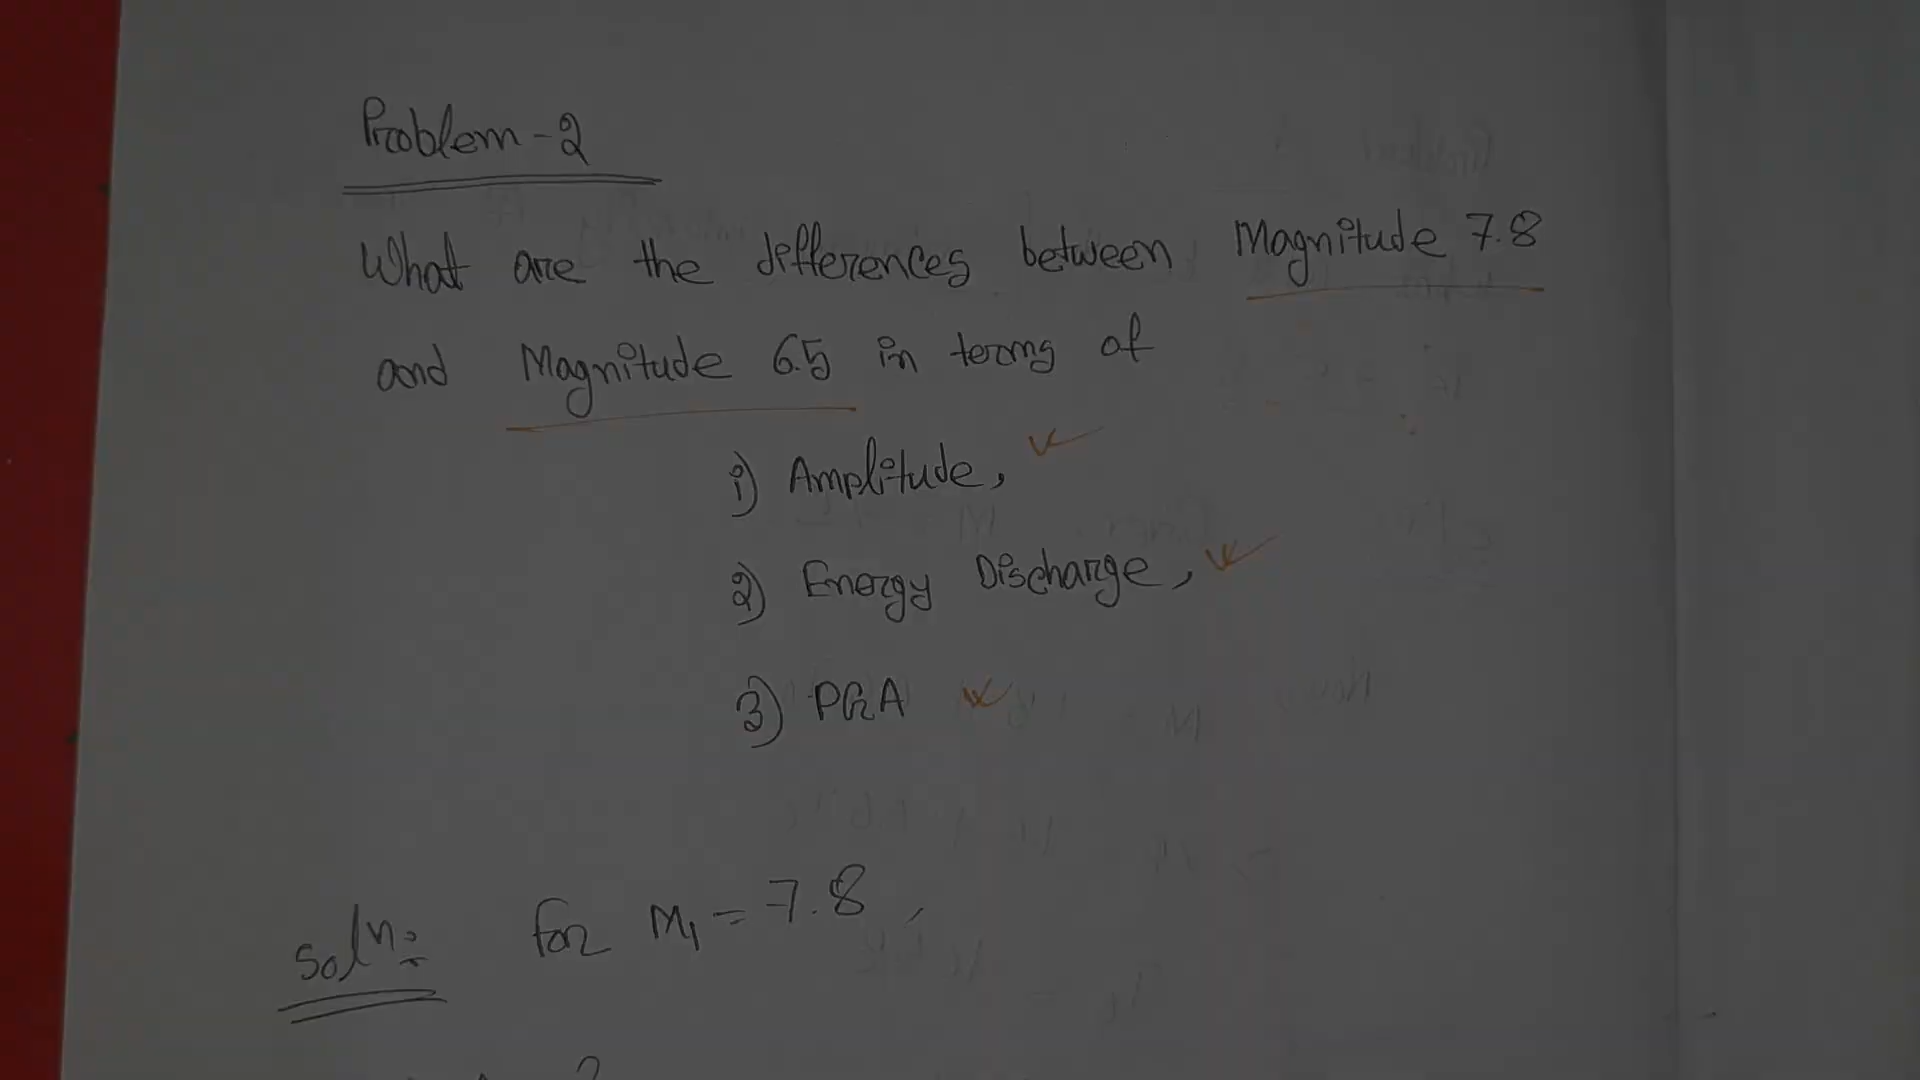 Problem-2
What are the differences between Magnitude 7.8
and Magnitude 6.5 in terms of
i) Amplitude,
2) Energy Discharge,
3) PGA
Soln: for M1 = 7.8,